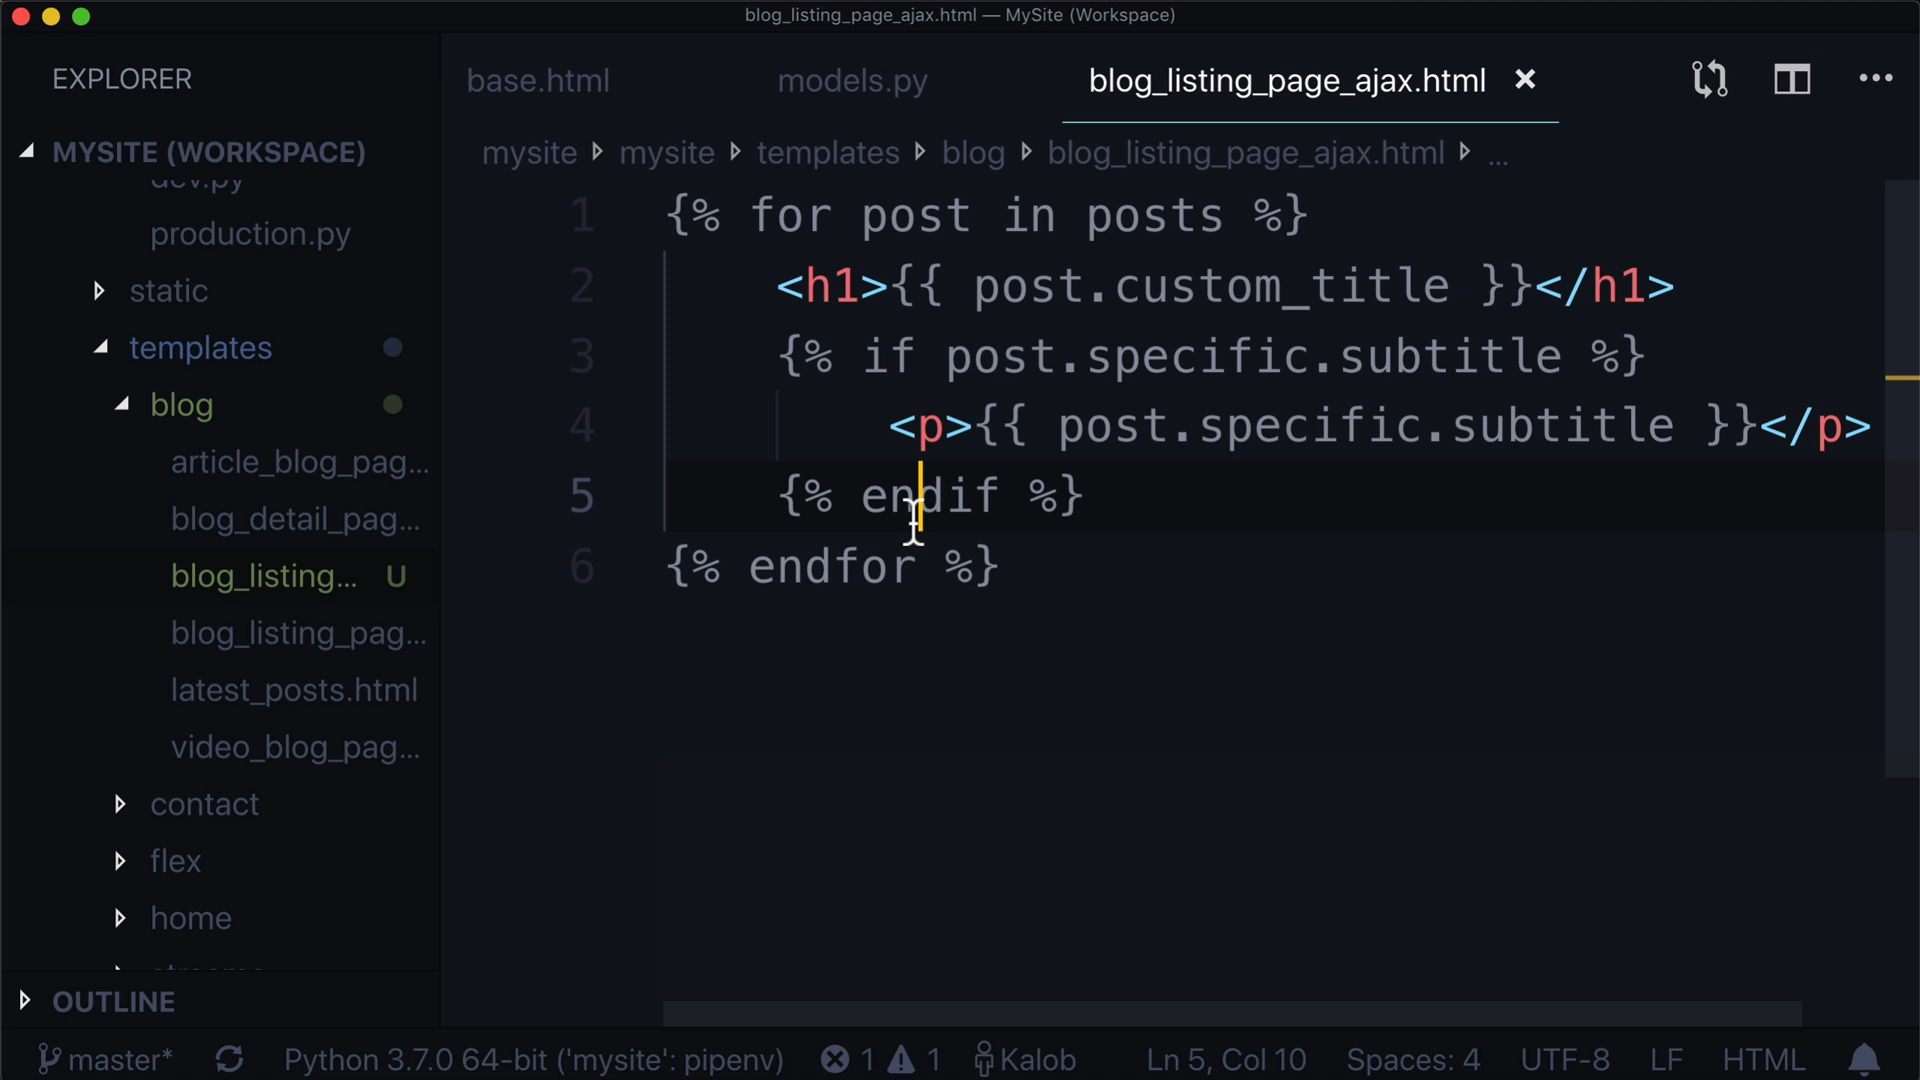 blog_listing_page_ajax.html — MySite (Workspace)
EXPLORER
MYSITE (WORKSPACE)
dev.py
production.py
static
templates
blog
article_blog_pag...
blog_detail_pag...
blog_listing... U
blog_listing_pag...
latest_posts.html
video_blog_pag...
contact
flex
home
OUTLINE
base.html models.py blog_listing_page_ajax.html
mysite mysite templates blog blog_listing_page_ajax.html ...
1 {% for post in posts %}
2 <h1>{{ post.custom_title }}</h1>
3 {% if post.specific.subtitle %}
4 <p>{{ post.specific.subtitle }}</p>
5 {% endif %}
6 {% endfor %}
master* Python 3.7.0 64-bit ('mysite': pipenv) 1 1 Kalob Ln 5, Col 10 Spaces: 4 UTF-8 LF HTML